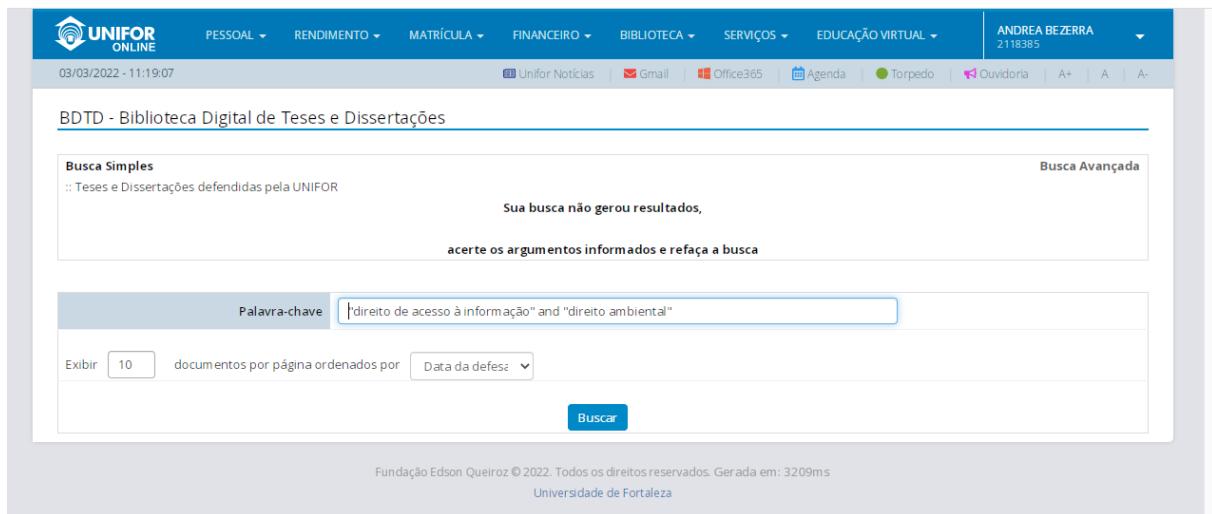 UNIFOR ONLINE PESSOAL RENDIMENTO MATRÍCULA FINANCEIRO BIBLIOTECA SERVIÇOS EDUCAÇÃO VIRTUAL ANDREA BEZERRA
2118385
03/03/2022 - 11:19:07 Unifor Notícias | Gmail | Office365 | Agenda | Torpedo | Ouvidoria | A+ | A | A-
BDTD - Biblioteca Digital de Teses e Dissertações
Busca Simples Busca Avançada
:: Teses e Dissertações defendidas pela UNIFOR
Sua busca não gerou resultados,
acerte os argumentos informados e refaça a busca
Palavra-chave "direito de acesso à informação" and "direito ambiental"
Exibir 10 documentos por página ordenados por Data da defesa
Buscar
Fundação Edson Queiroz © 2022. Todos os direitos reservados. Gerada em: 3209ms
Universidade de Fortaleza